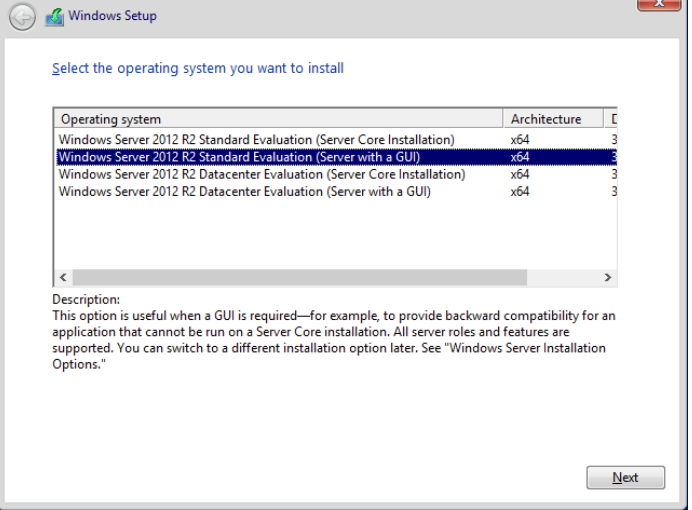 Windows Setup
Select the operating system you want to install
Operating system Architecture
Windows Server 2012 R2 Standard Evaluation (Server Core Installation) x64 3
Windows Server 2012 R2 Standard Evaluation (Server with a GUI) x64 3
Windows Server 2012 R2 Datacenter Evaluation (Server Core Installation) x64 3
Windows Server 2012 R2 Datacenter Evaluation (Server with a GUI) x64 3
Description:
This option is useful when a GUI is required—for example, to provide backward compatibility for an
application that cannot be run on a Server Core installation. All server roles and features are
supported. You can switch to a different installation option later. See "Windows Server Installation
Options."
Next